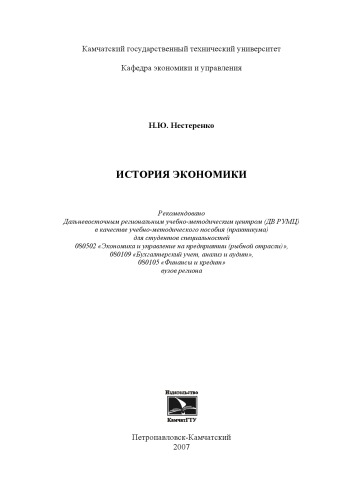 Камчатский государственный технический университет
Кафедра экономики и управления
Н.Ю. Нестеренко
ИСТОРИЯ ЭКОНОМИКИ
Рекомендовано
Дальневосточным региональным учебно-методическим центром (ДВ РУМЦ)
в качестве учебно-методического пособия (практикума)
для студентов специальностей
080502 «Экономика и управление на предприятии (рыбной отрасли)»,
080109 «Бухгалтерский учет, анализ и аудит»,
080105 «Финансы и кредит»
вузов региона
Издательство
КамчатГТУ
Петропавловск-Камчатский
2007